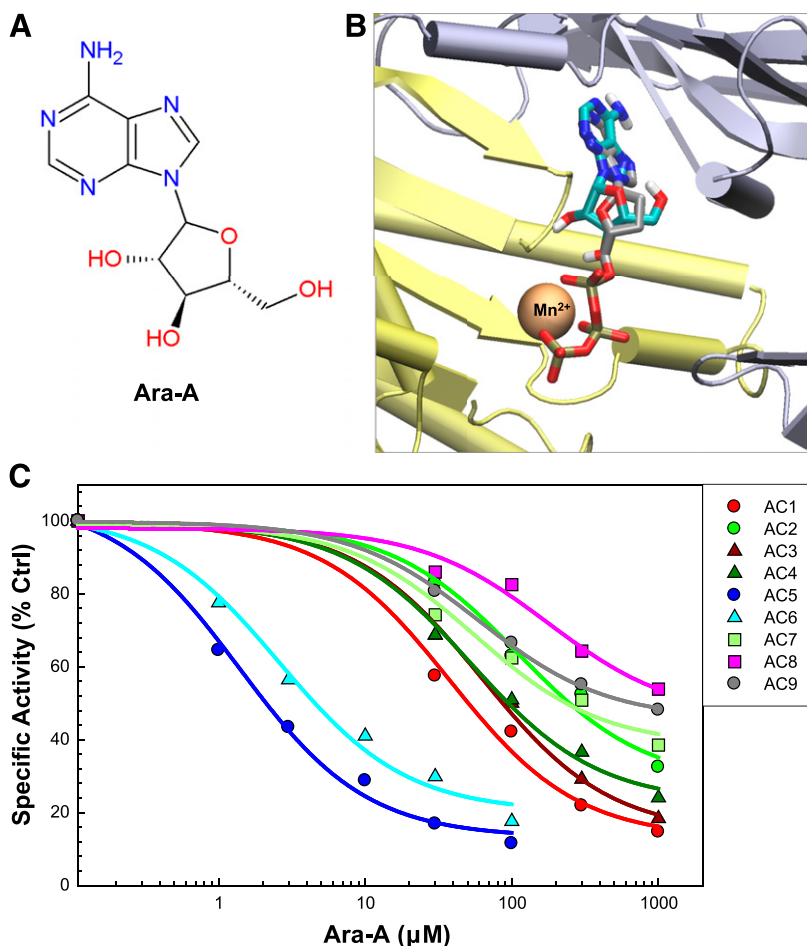 A
NH₂
N
N
N
N
O
HO
OH
HO
Ara-A
B
Mn²⁺
C
Specific Activity (% Ctrl)
100
80
60
40
20
0
1
10
100
1000
Ara-A (µM)
AC1
AC2
AC3
AC4
AC5
AC6
AC7
AC8
AC9